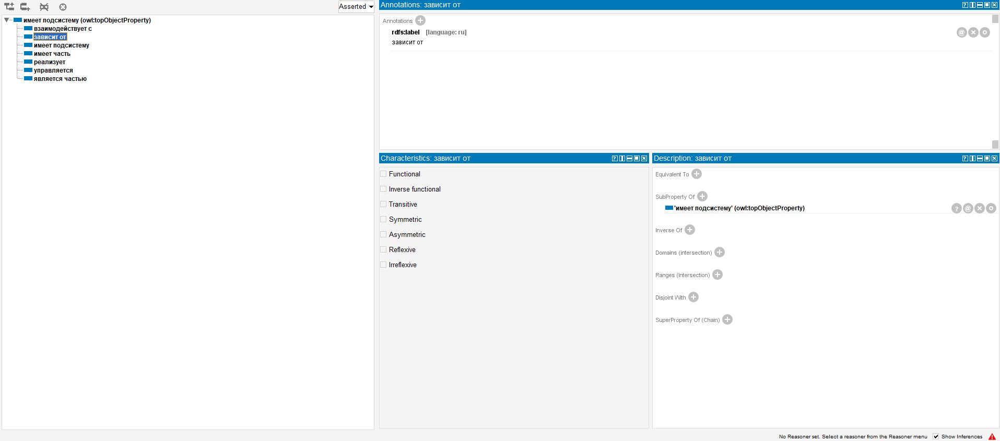 Asserted
имеет подсистему (owl:topObjectProperty)
взаимодействует с
зависит от
имеет подсистему
имеет часть
реализует
управляется
является частью
Annotations: зависит от
Annotations
rdfs:label [language: ru]
зависит от
Characteristics: зависит от
Functional
Inverse functional
Transitive
Symmetric
Asymmetric
Reflexive
Irreflexive
Description: зависит от
Equivalent To
SubProperty Of
'имеет подсистему' (owl:topObjectProperty)
Inverse Of
Domains (intersection)
Ranges (intersection)
Disjoint With
SuperProperty Of (Chain)
No Reasoner set. Select a reasoner from the Reasoner menu Show Inferences